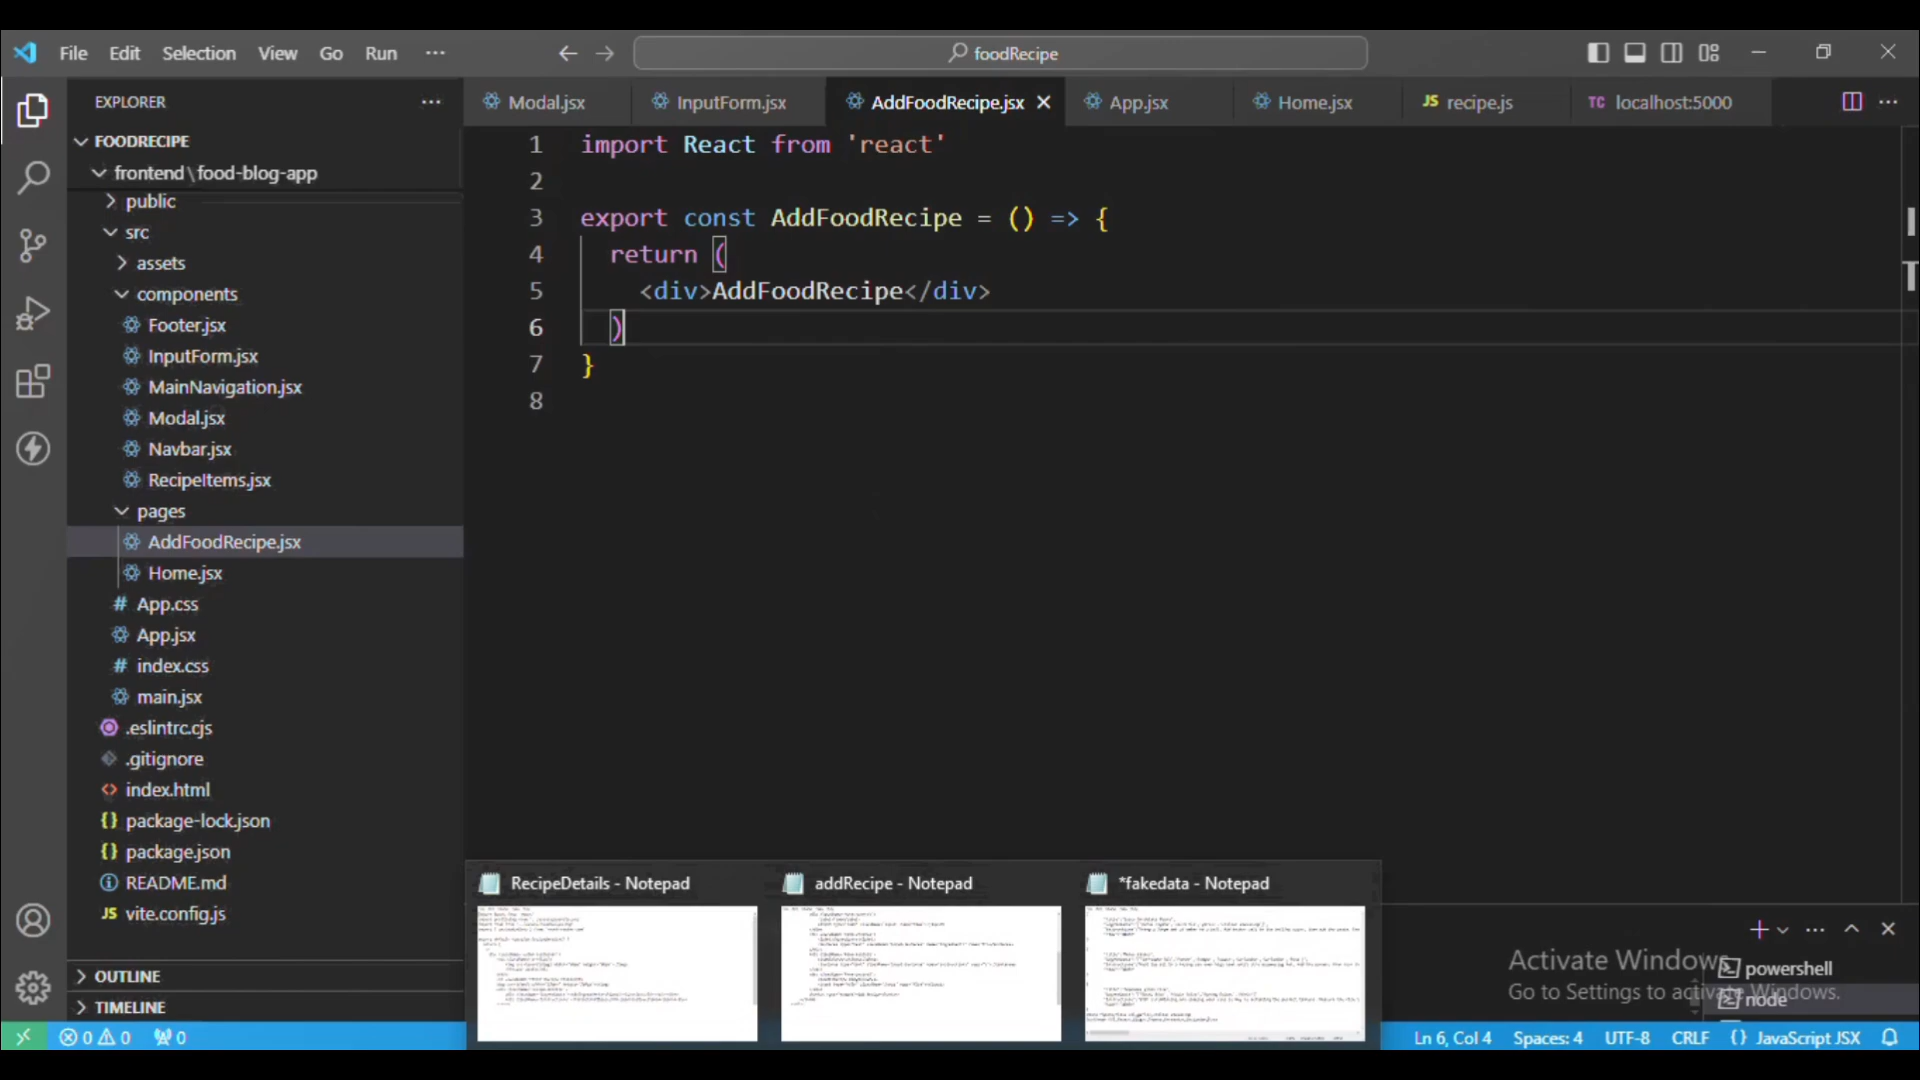 File Edit Selection View Go Run ···
foodRecipe
EXPLORER ···
Modal.jsx InputForm.jsx AddFoodRecipe.jsx App.jsx Home.jsx JS recipe.js TC localhost:5000 ···
FOODRECIPE
frontend\food-blog-app
public
src
assets
components
Footer.jsx
InputForm.jsx
MainNavigation.jsx
Modal.jsx
Navbar.jsx
RecipeItems.jsx
pages
AddFoodRecipe.jsx
Home.jsx
# App.css
App.jsx
# index.css
main.jsx
.eslintrc.cjs
.gitignore
<> index.html
{} package-lock.json
{} package.json
README.md
JS vite.config.js
OUTLINE
TIMELINE
1 import React from 'react'
2
3 export const AddFoodRecipe = () => {
4 return (
5 <div>AddFoodRecipe</div>
6 )
7 }
8
RecipeDetails - Notepad
addRecipe - Notepad
*fakedata - Notepad
powershell
node
Activate Windows
Go to Settings to activate Windows.
0 0 0
Ln 6, Col 4 Spaces: 4 UTF-8 CRLF {} JavaScript JSX